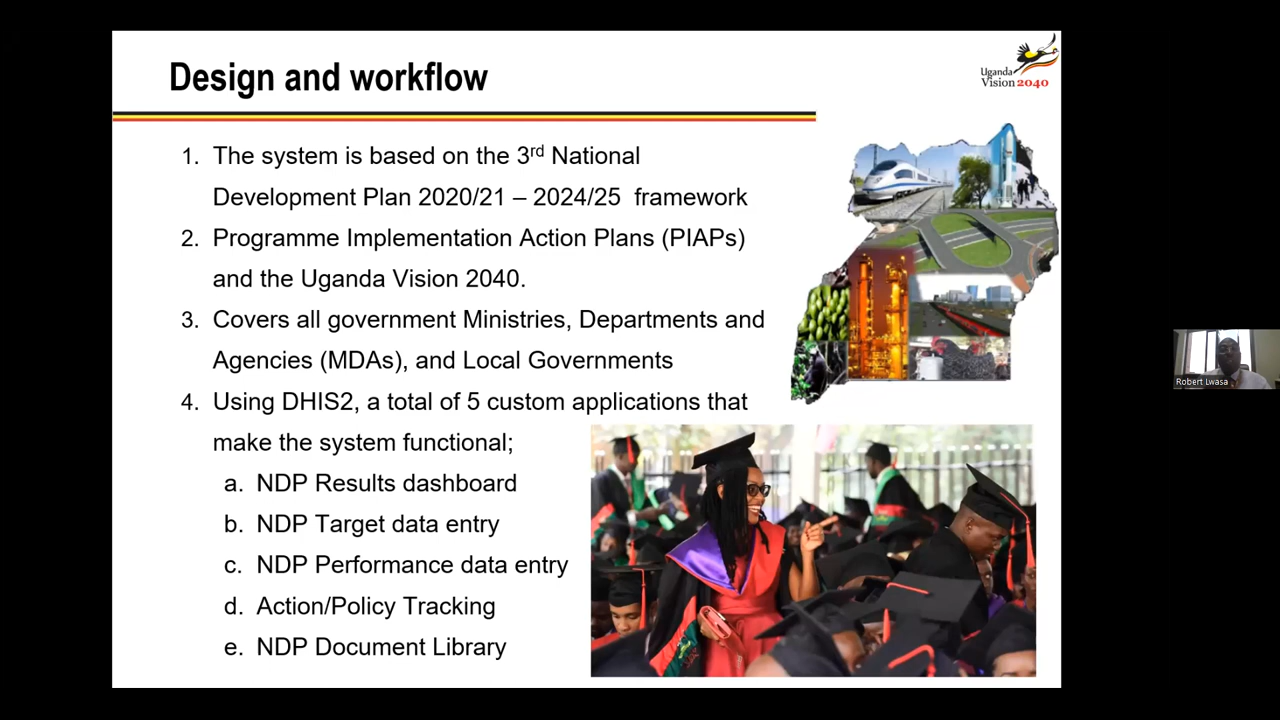 Design and workflow
Uganda
Vision 2040
1. The system is based on the 3rd National
Development Plan 2020/21 – 2024/25 framework
2. Programme Implementation Action Plans (PIAPs)
and the Uganda Vision 2040.
3. Covers all government Ministries, Departments and
Agencies (MDAs), and Local Governments
4. Using DHIS2, a total of 5 custom applications that
make the system functional;
a. NDP Results dashboard
b. NDP Target data entry
c. NDP Performance data entry
d. Action/Policy Tracking
e. NDP Document Library
Robert Lwasa